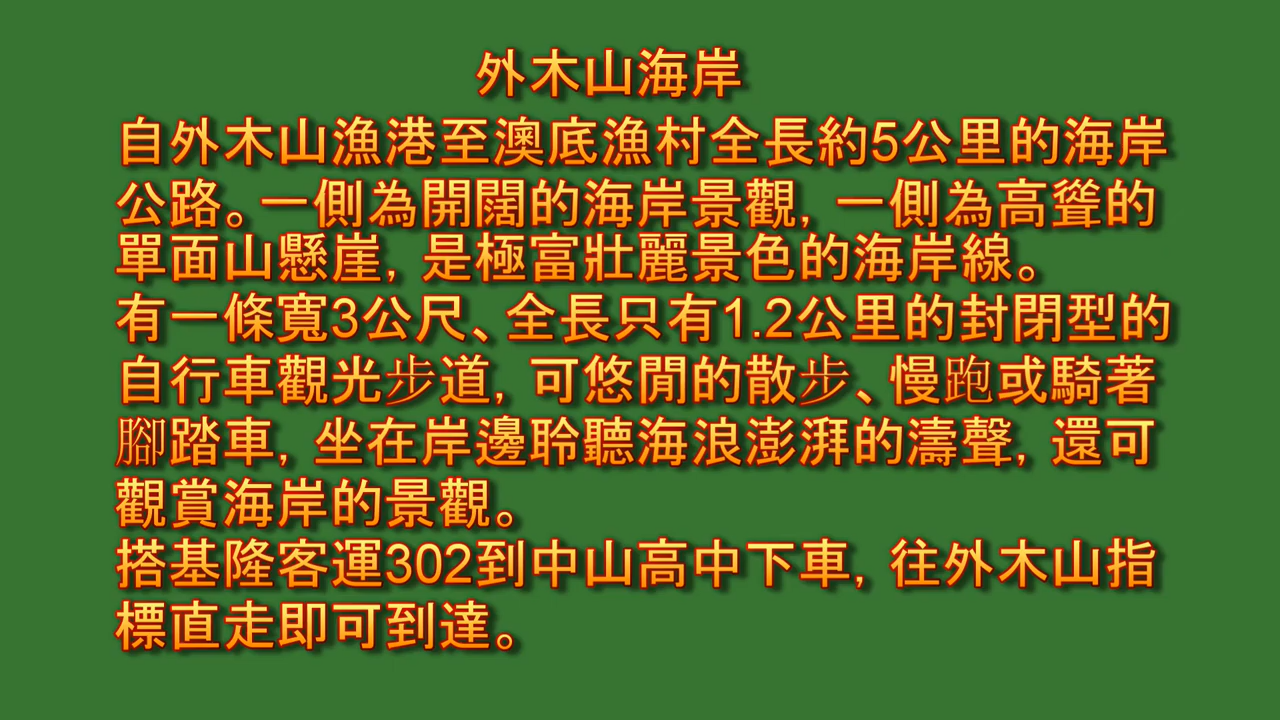 外木山海岸
自外木山漁港至澳底漁村全長約5公里的海岸
公路。一側為開闊的海岸景觀，一側為高聳的
單面山懸崖，是極富壯麗景色的海岸線。
有一條寬3公尺、全長只有1.2公里的封閉型的
自行車觀光步道，可悠閒的散步、慢跑或騎著
腳踏車，坐在岸邊聆聽海浪澎湃的濤聲，還可
觀賞海岸的景觀。
搭基隆客運302到中山高中下車，往外木山指
標直走即可到達。